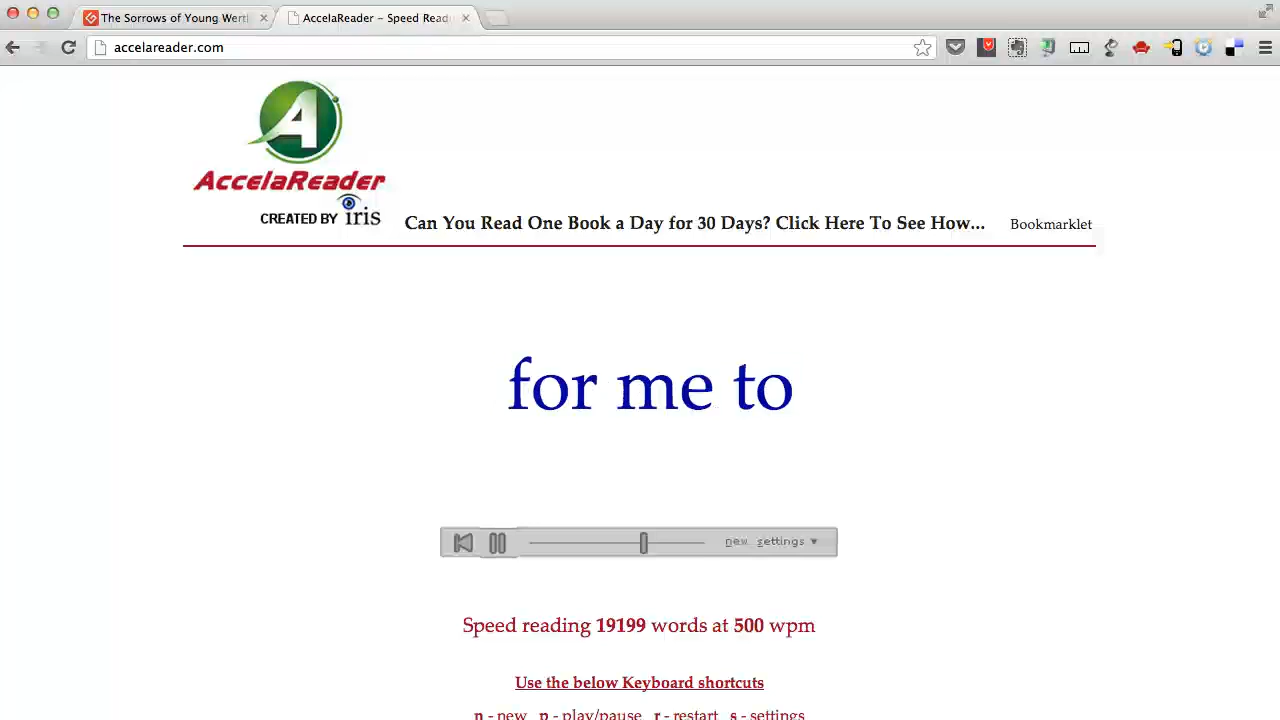 The Sorrows of Young Wert
AccelaReader – Speed Read
accelareader.com
A
AccelaReader
CREATED BY iris
Can You Read One Book a Day for 30 Days? Click Here To See How...
Bookmarklet
for me to
new settings ▼
Speed reading 19199 words at 500 wpm
Use the below Keyboard shortcuts
n - new p - play/pause r - restart s - settings